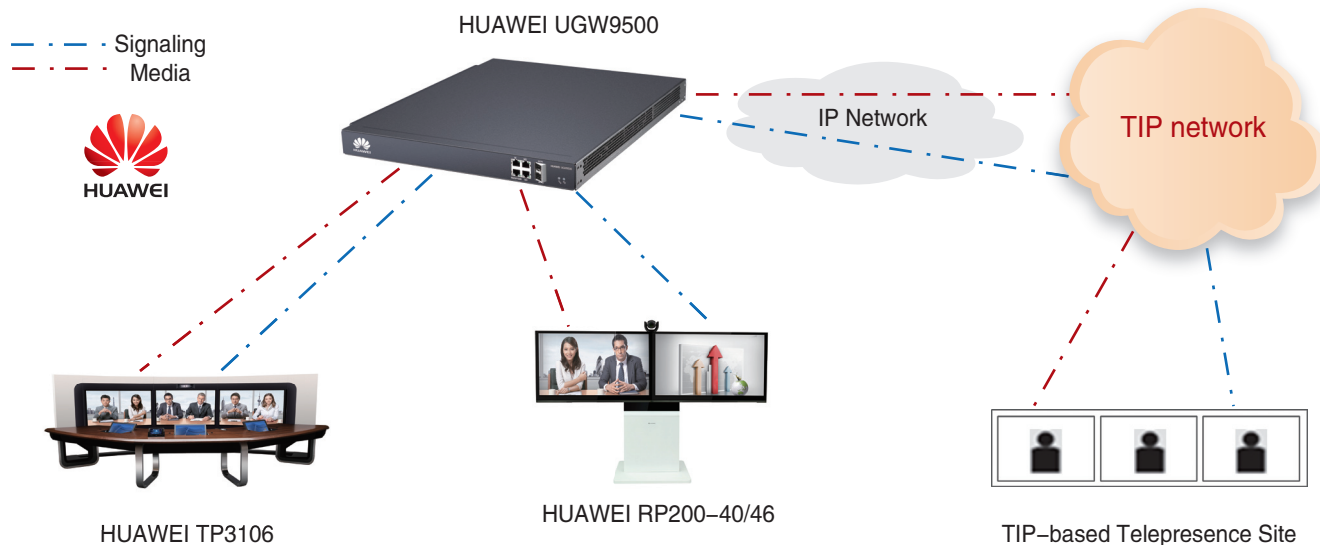 HUAWEI UGW9500
Signaling
Media
HUAWEI
IP Network
TIP network
HUAWEI
HUAWEI TP3106
HUAWEI RP200–40/46
TIP–based Telepresence Site